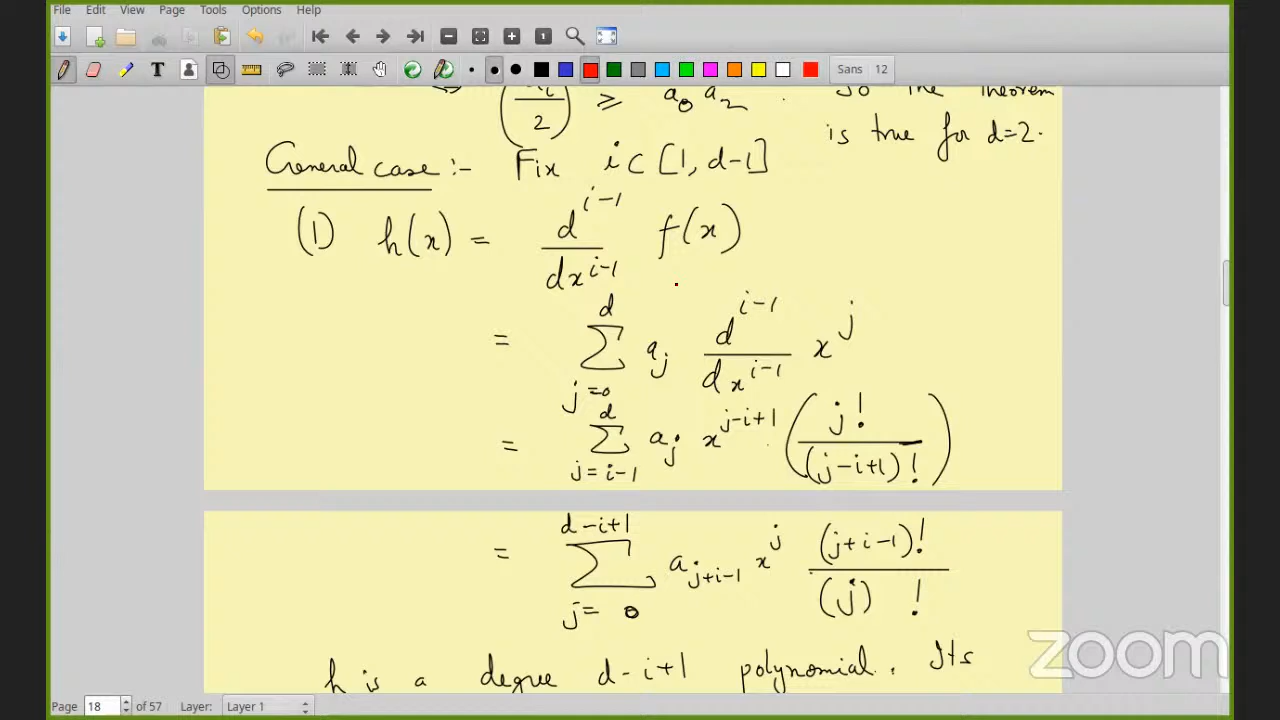 File Edit View Page Tools Options Help
Sans 12
⇔ (a₁/2) ≥ a₀ a₂ . So the Theorem
is true for d=2.
General case :- Fix i ⊂ [1, d-1]
(1) h(x) = d^{i-1}/dx^{i-1} f(x)
= Σ_{j=0}^{d} a_j d^{i-1}/dx^{i-1} x^j
= Σ_{j=i-1}^{d} a_j x^{j-i+1} ( j! / (j-i+1)! )
= Σ_{j=0}^{d-i+1} a_{j+i-1} x^j (j+i-1)! / (j)!
h is a degree d-i+1 polynomial. Its
zoom
Page 18 of 57 Layer: Layer 1